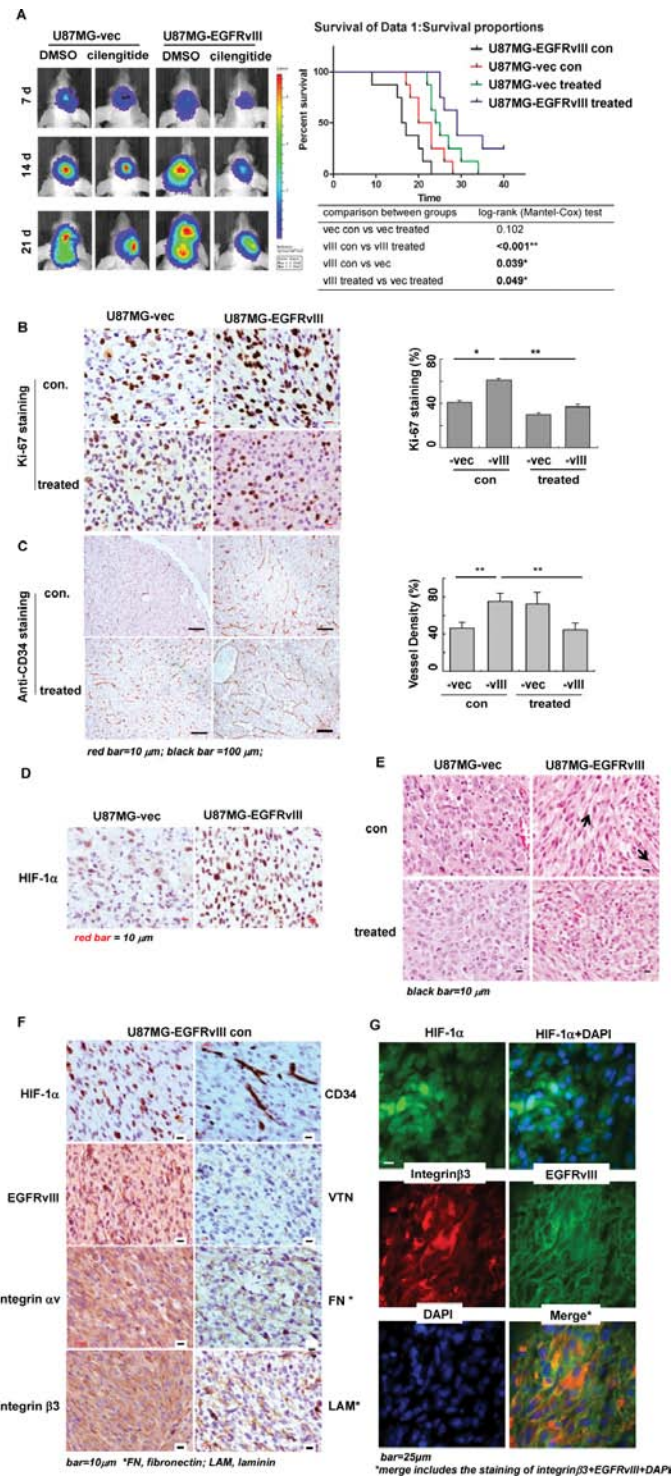 A
U87MG-vec U87MG-EGFRvIII
DMSO cilengitide DMSO cilengitide
7 d
14 d
21 d
Survival of Data 1:Survival proportions
U87MG-EGFRvIII con
U87MG-vec con
U87MG-vec treated
U87MG-EGFRvIII treated
Percent survival
100
50
0
0 10 20 30 40
Time
comparison between groups log-rank (Mantel-Cox) test
vec con vs vec treated 0.102
vIII con vs vIII treated <0.001**
vIII con vs vec 0.039*
vIII treated vs vec treated 0.049*
B
U87MG-vec U87MG-EGFRvIII
Ki-67 staining
con.
treated
Ki-67 staining (%)
80
40
0
* **
-vec -vIII -vec -vIII
con treated
C
Anti-CD34 staining
con.
treated
red bar=10 μm; black bar =100 μm;
Vessel Density (%)
80
40
0
** **
-vec -vIII -vec -vIII
con treated
D
U87MG-vec U87MG-EGFRvIII
HIF-1α
red bar = 10 μm
E
U87MG-vec U87MG-EGFRvIII
con
treated
black bar=10 μm
F
U87MG-EGFRvIII con
HIF-1α CD34
EGFRvIII VTN
ntegrin αv FN *
ntegrin β3 LAM*
bar=10μm *FN, fibronectin; LAM, laminin
G
HIF-1α HIF-1α+DAPI
Integrinβ3 EGFRvIII
DAPI Merge*
bar=25μm
*merge includes the staining of integrinβ3+EGFRvIII+DAPI